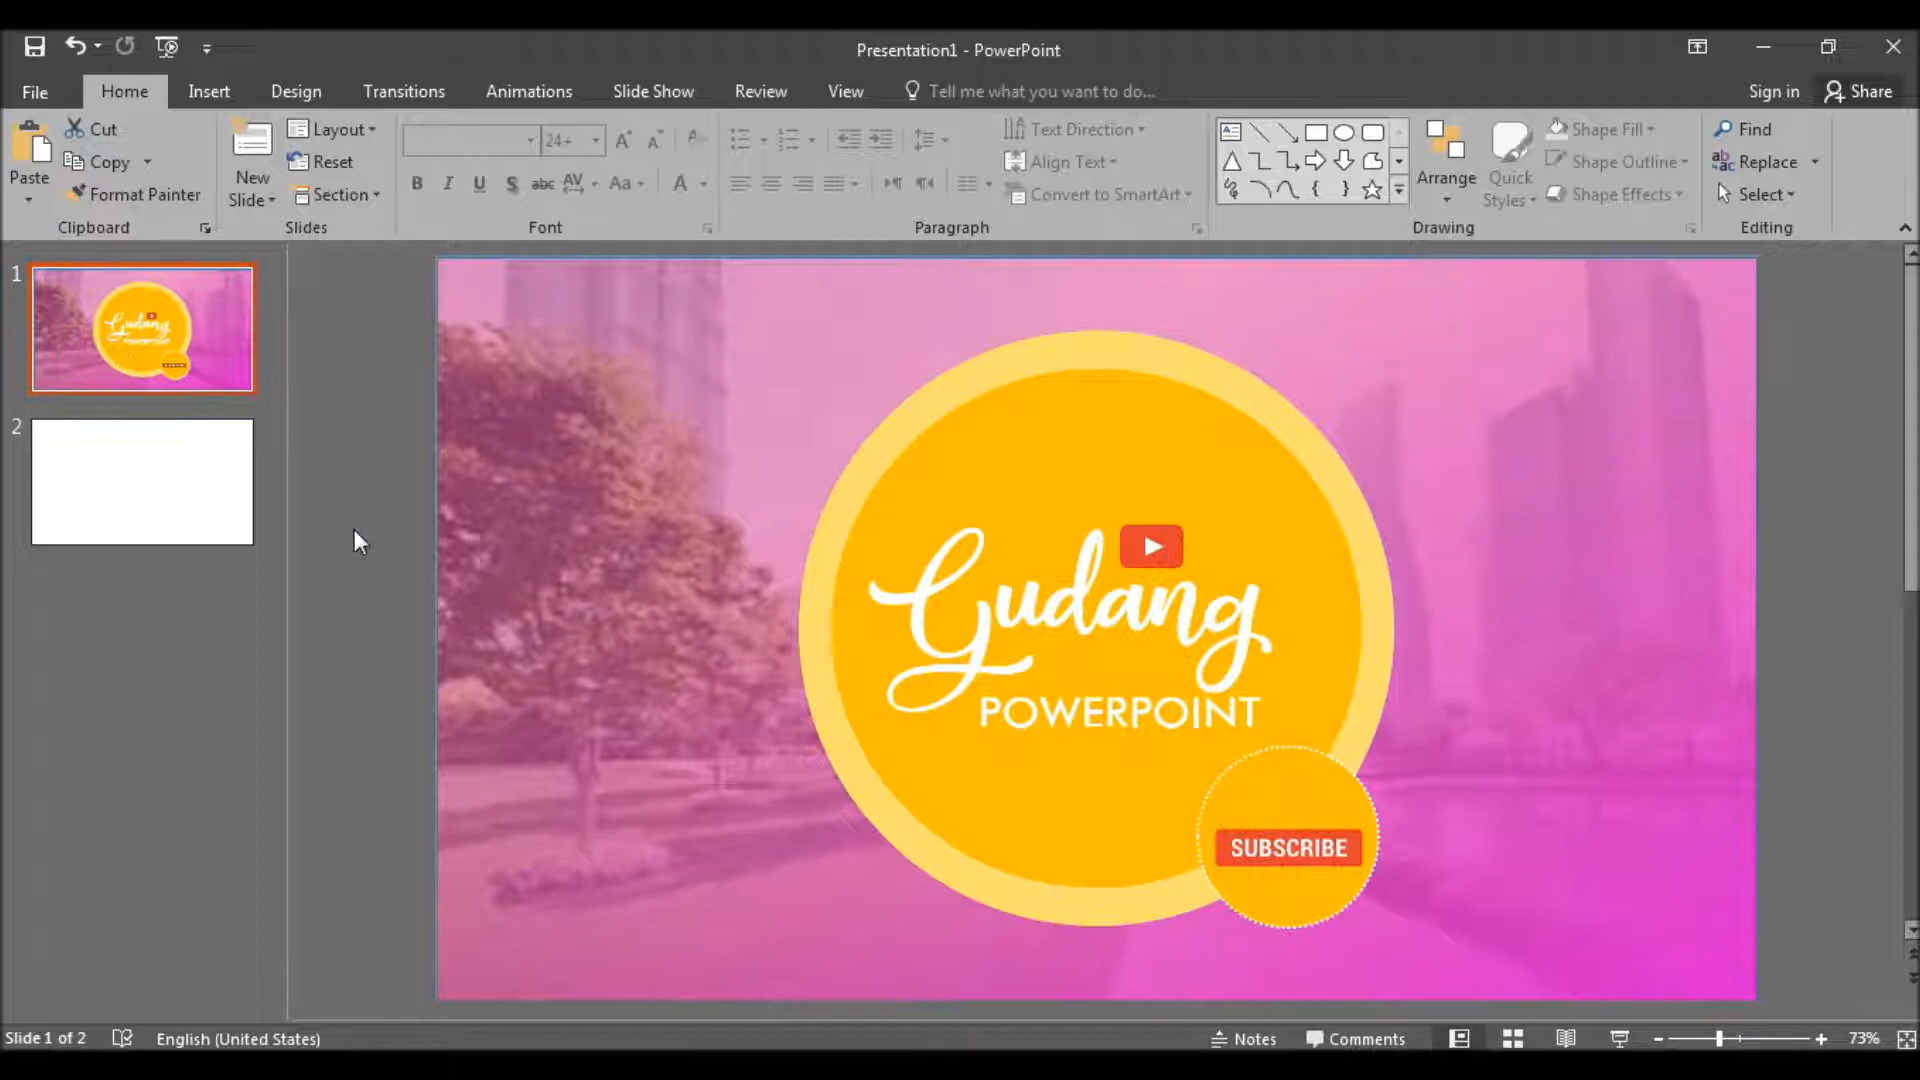 Presentation1 - PowerPoint
File Home Insert Design Transitions Animations Slide Show Review View Tell me what you want to do... Sign in Share
Paste
Cut
Copy
Format Painter
Clipboard
New Slide
Layout
Reset
Section
Slides
24+
B I U S abc AV Aa A
Font
Text Direction
Align Text
Convert to SmartArt
Paragraph
Arrange
Quick Styles
Shape Fill
Shape Outline
Shape Effects
Drawing
Find
Replace
Select
Editing
1
Gudang
2
Gudang
POWERPOINT
SUBSCRIBE
Slide 1 of 2 English (United States) Notes Comments 73%